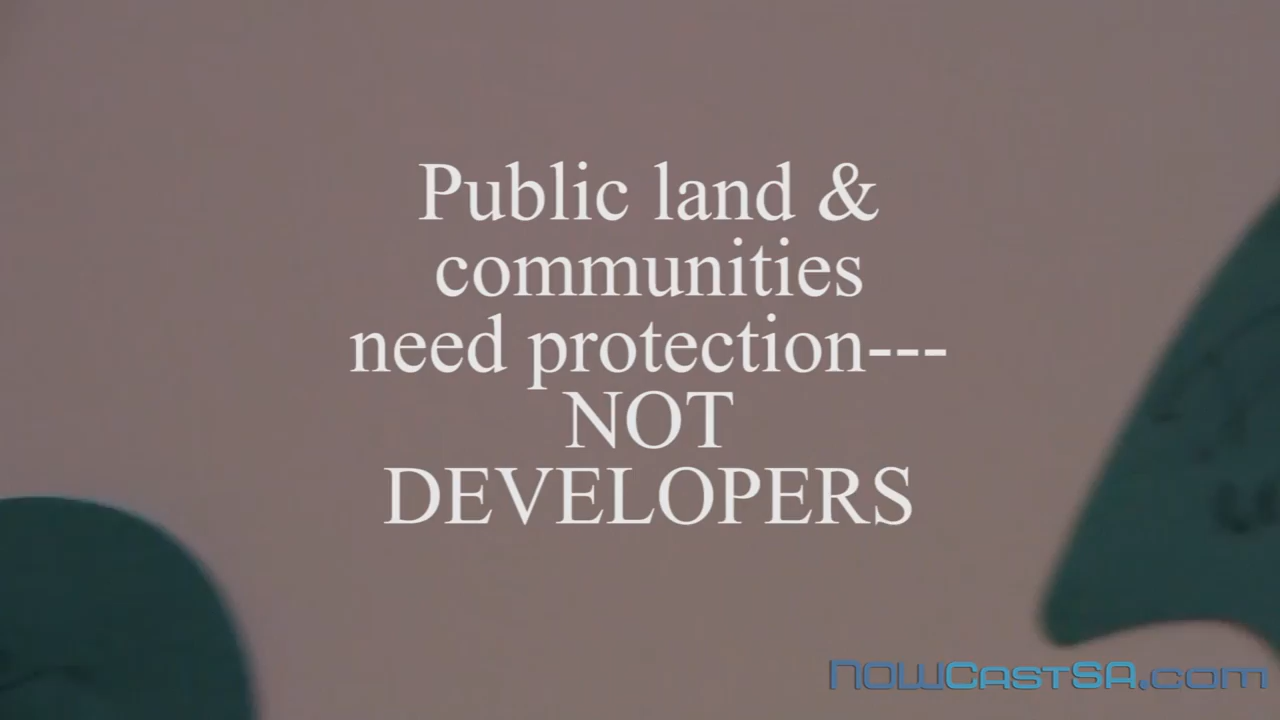 Public land &
communities
need protection---
NOT
DEVELOPERS
NOWCastSA.com